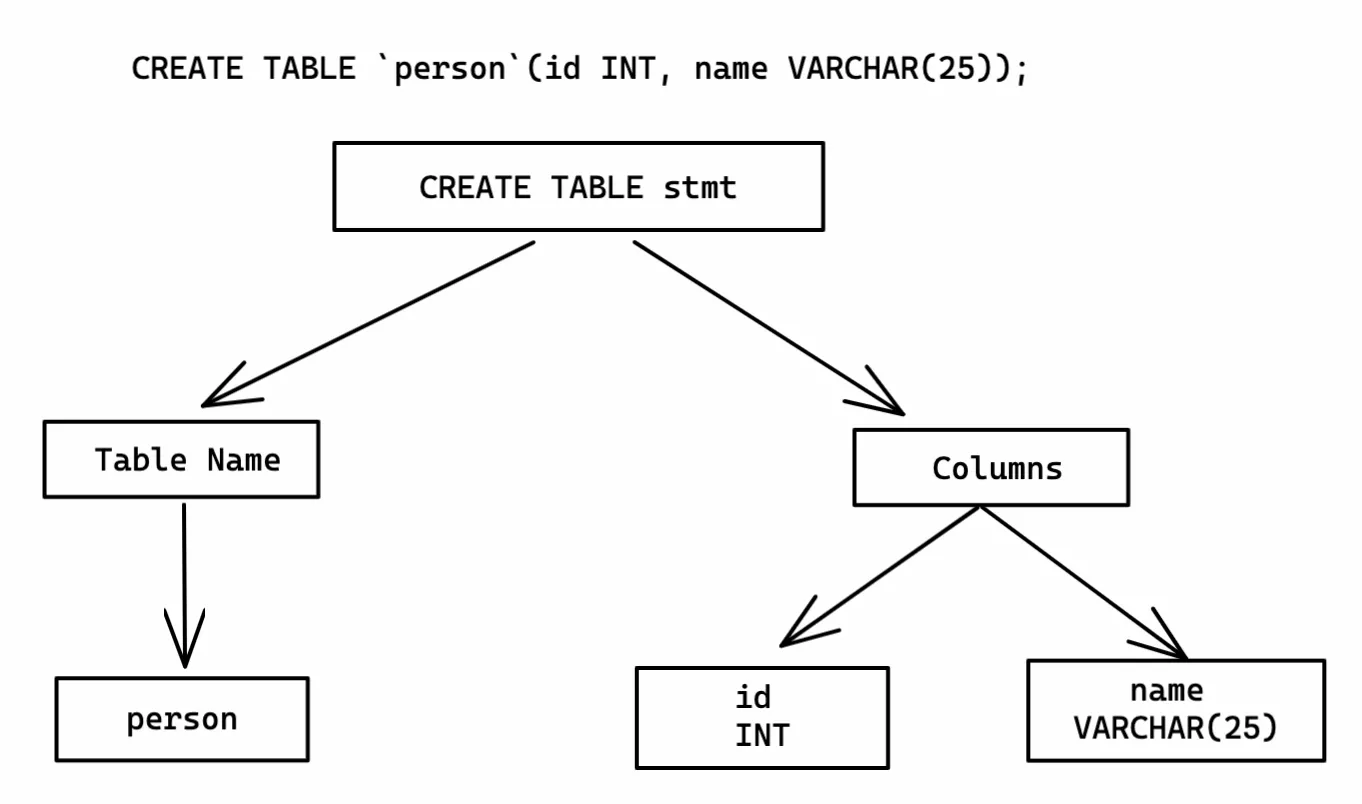 CREATE TABLE `person`(id INT, name VARCHAR(25));
CREATE TABLE stmt
Table Name
Columns
person
id
INT
name
VARCHAR(25)